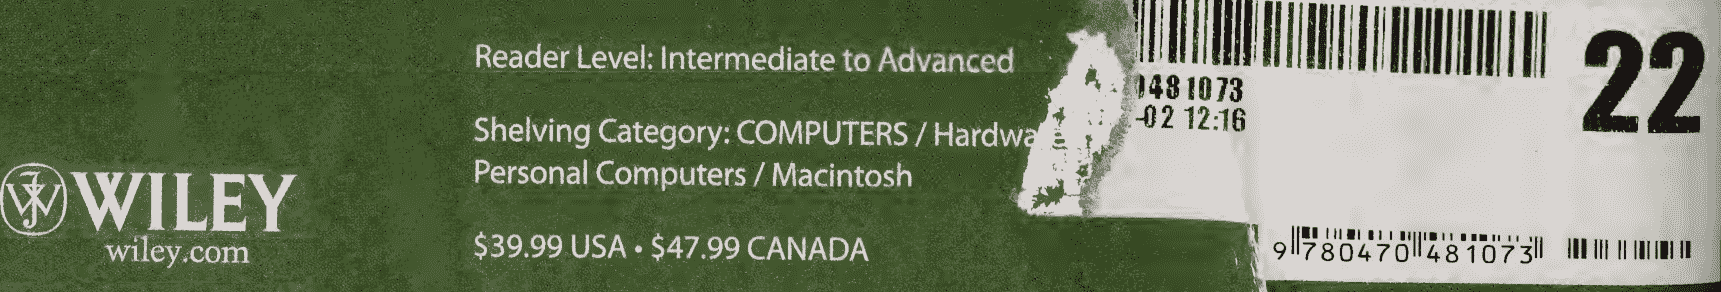 Reader Level: Intermediate to Advanced
Shelving Category: COMPUTERS / Hardware
Personal Computers / Macintosh
$39.99 USA • $47.99 CANADA
WILEY
wiley.com
481073
-02 12:16
22
9 780470 481073